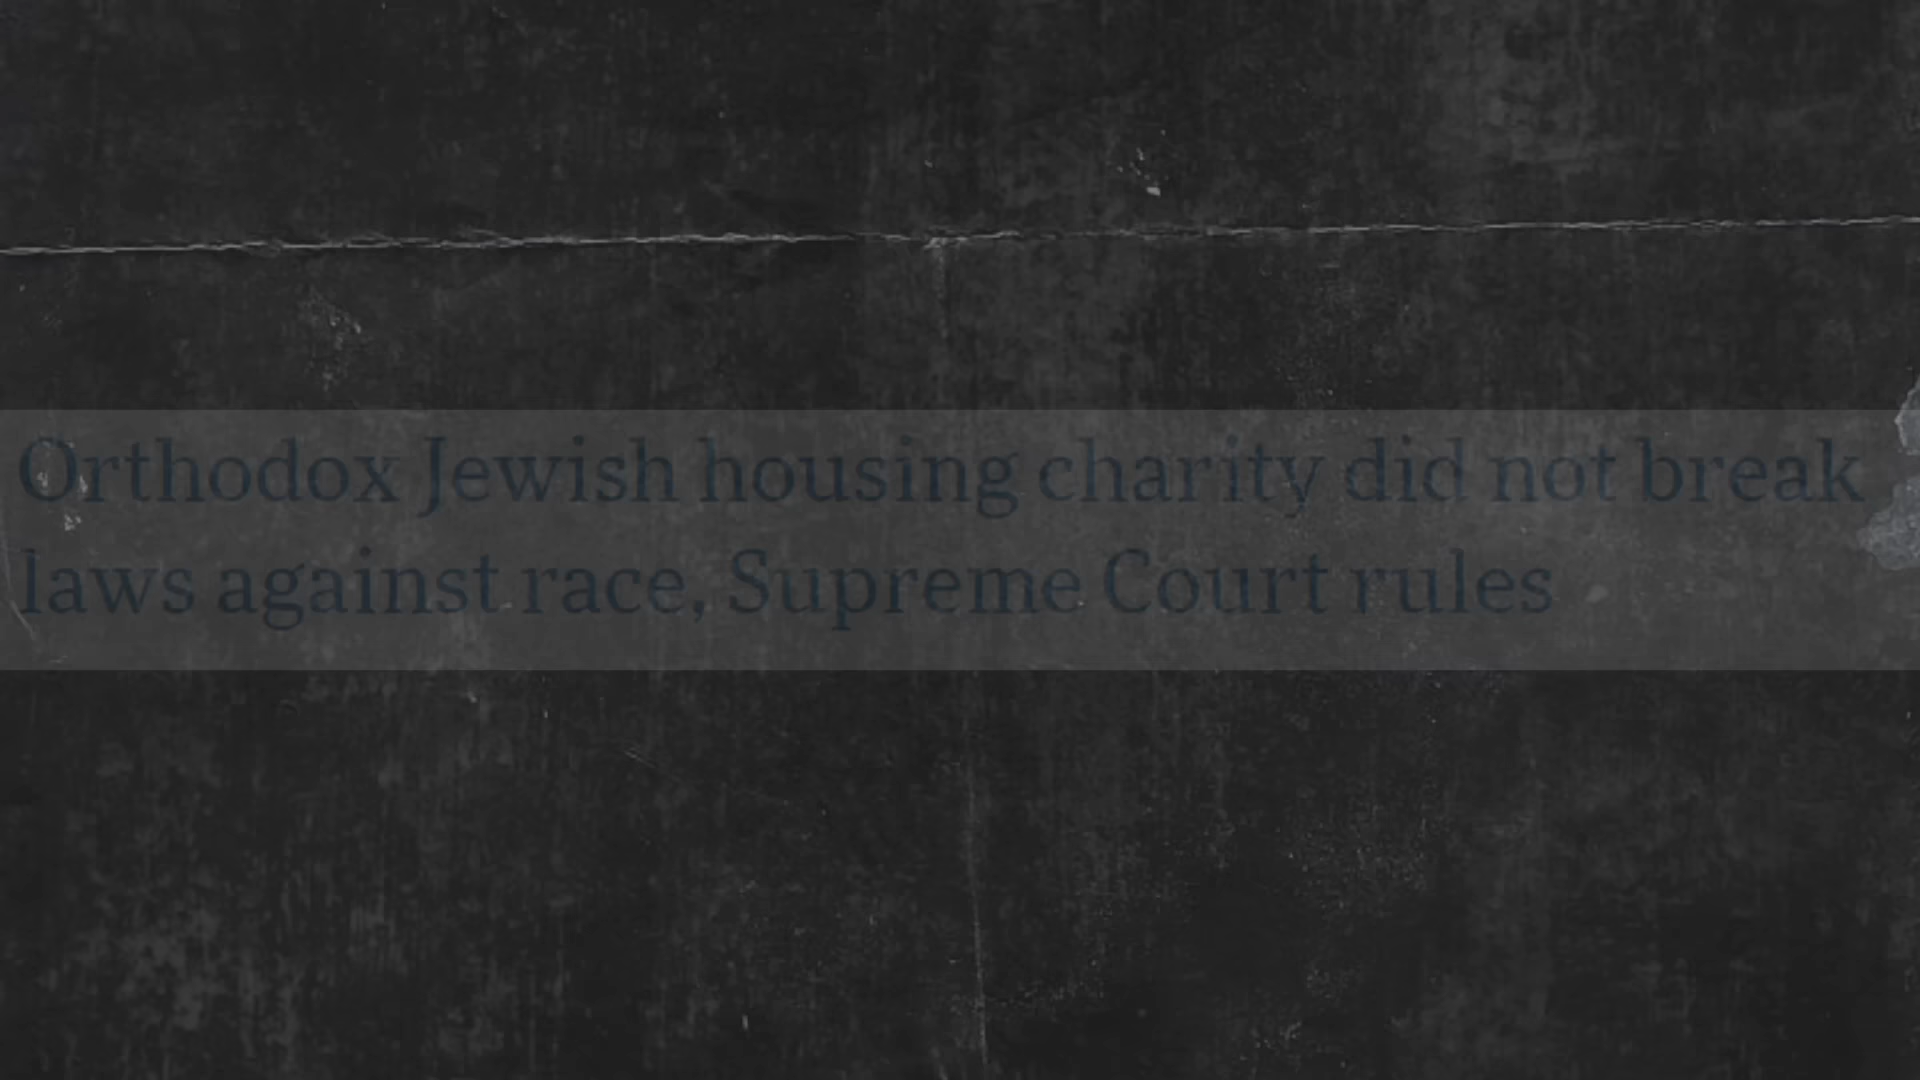 Orthodox Jewish housing charity did not break
laws against race, Supreme Court rules